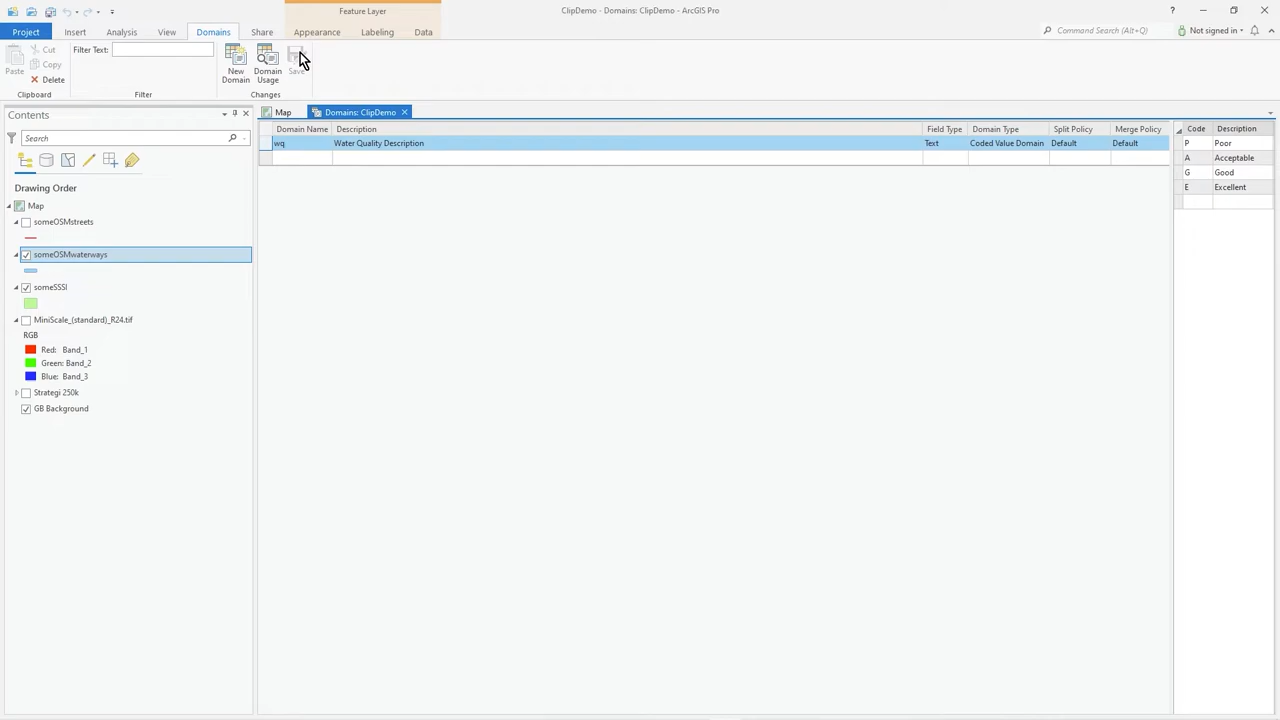 Feature Layer
ClipDemo - Domains: ClipDemo - ArcGIS Pro
?
Project
Insert
Analysis
View
Domains
Share
Appearance
Labeling
Data
Command Search (Alt+Q)
Not signed in
Paste
Cut
Copy
Delete
Clipboard
Filter Text:
Filter
New Domain
Domain Usage
Save
Changes
Contents
Search
Drawing Order
Map
someOSMstreets
someOSMwaterways
someSSSI
MiniScale_(standard)_R24.tif
RGB
Red: Band_1
Green: Band_2
Blue: Band_3
Strategi 250k
GB Background
Map
Domains: ClipDemo
Domain Name Description Field Type Domain Type Split Policy Merge Policy
wq Water Quality Description Text Coded Value Domain Default Default
Code Description
P Poor
A Acceptable
G Good
E Excellent